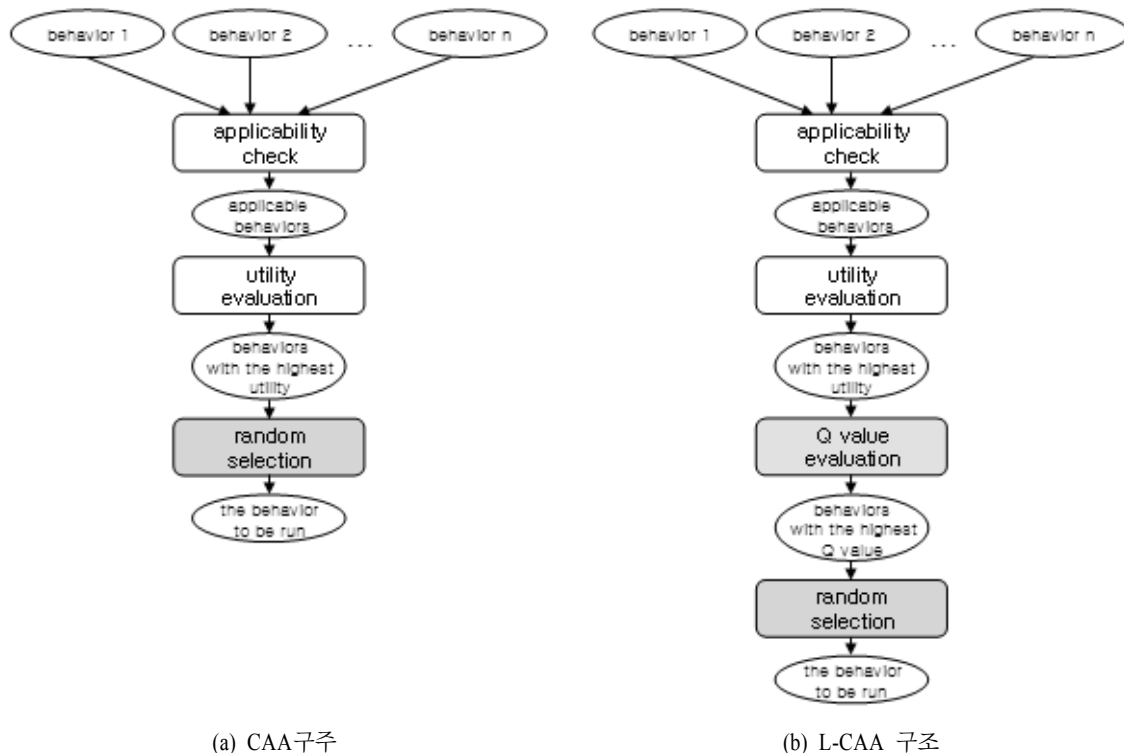 behavior 1
behavior 2
...
behavior n
applicability
check
applicable
behaviors
utility
evaluation
behaviors
with the highest
utility
random
selection
the behavior
to be run
(a) CAA구주
behavior 1
behavior 2
...
behavior n
applicability
check
applicable
behaviors
utility
evaluation
behaviors
with the highest
utility
Q value
evaluation
behaviors
with the highest
Q value
random
selection
the behavior
to be run
(b) L-CAA 구조